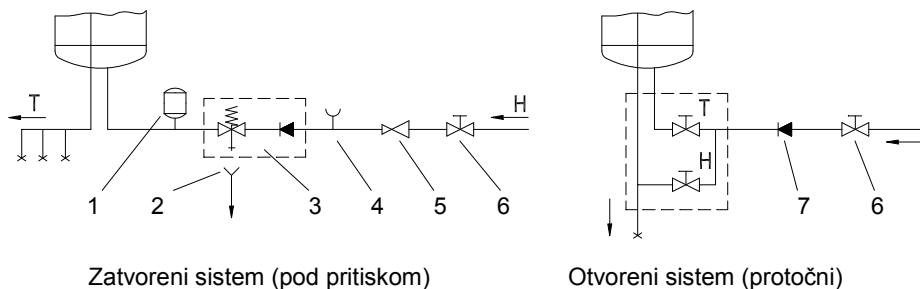 T
H
1 2 3 4 5 6
Zatvoreni sistem (pod pritiskom)
T
H
7 6
Otvoreni sistem (protočni)